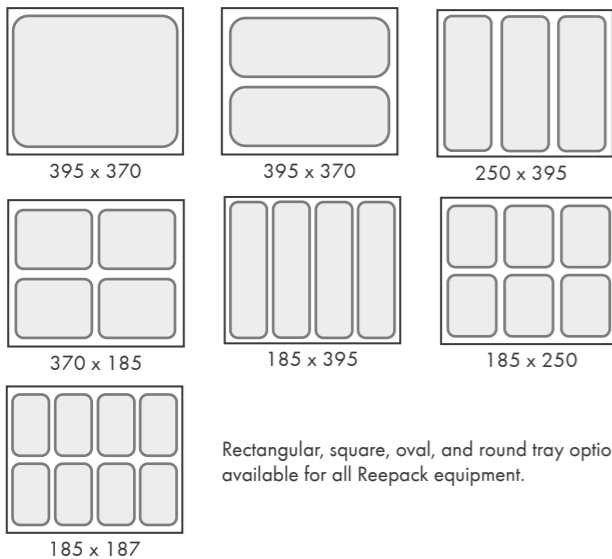 395 x 370
395 x 370
250 x 395
370 x 185
185 x 395
185 x 250
185 x 187
Rectangular, square, oval, and round tray optio
available for all Reepack equipment.